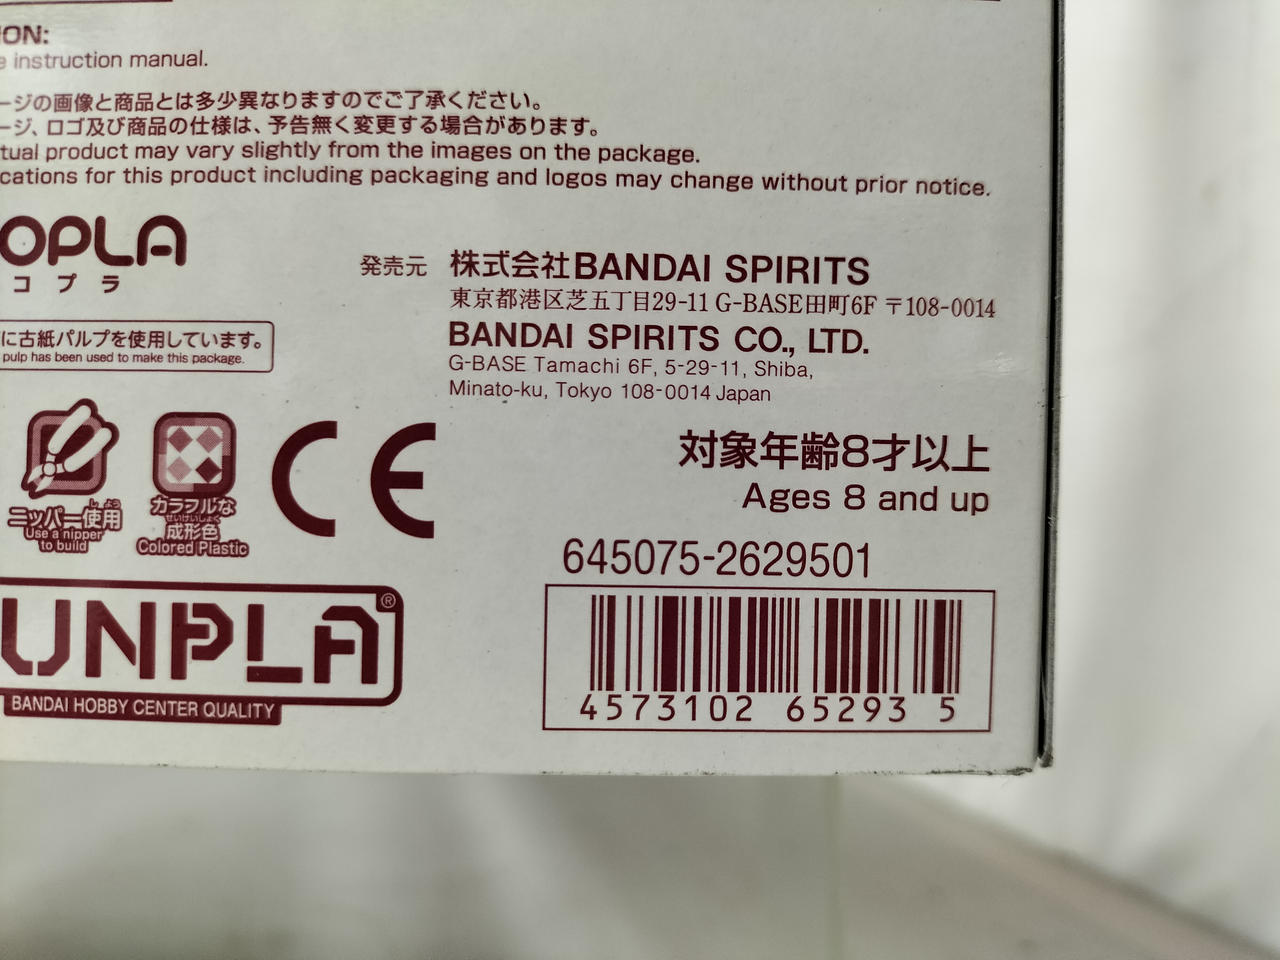 ION:
e instruction manual.
ージの画像と商品とは多少異なりますのでご了承ください。
ージ、ロゴ及び商品の仕様は、予告無く変更する場合があります。
tual product may vary slightly from the images on the package.
cations for this product including packaging and logos may change without prior notice.
OPLA
コプラ
発売元 株式会社BANDAI SPIRITS
東京都港区芝五丁目29-11 G-BASE田町6F 〒108-0014
BANDAI SPIRITS CO., LTD.
G-BASE Tamachi 6F, 5-29-11, Shiba,
Minato-ku, Tokyo 108-0014 Japan
に古紙パルプを使用しています。
pulp has been used to make this package.
ニッパー使用
しよう
Use a nipper
to build
カラフルな
せいけいしょく
成形色
Colored Plastic
CE
対象年齢8才以上
Ages 8 and up
645075-2629501
4573102 65293 5
UNPLA®
BANDAI HOBBY CENTER QUALITY